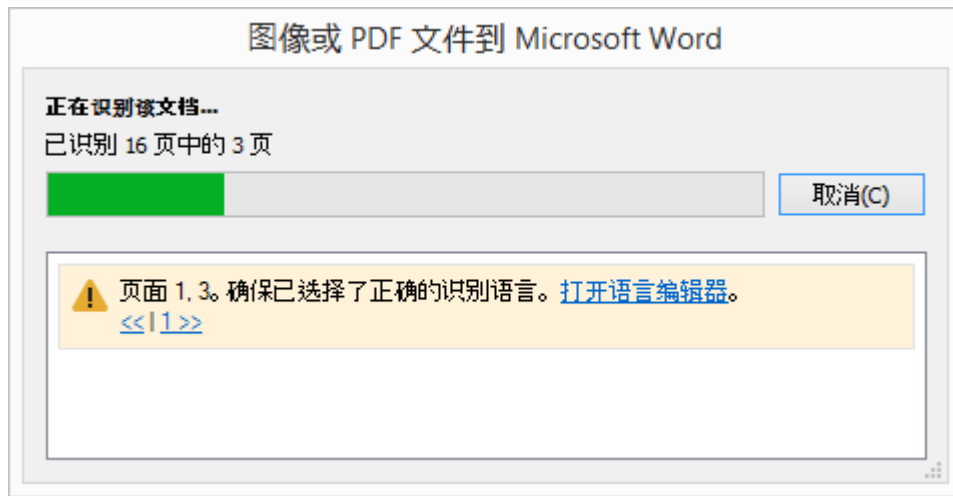 图像或 PDF 文件到 Microsoft Word
正在识别该文档...
已识别 16 页中的 3 页
取消(C)
页面 1, 3。确保已选择了正确的识别语言。打开语言编辑器。
<< | 1 >>